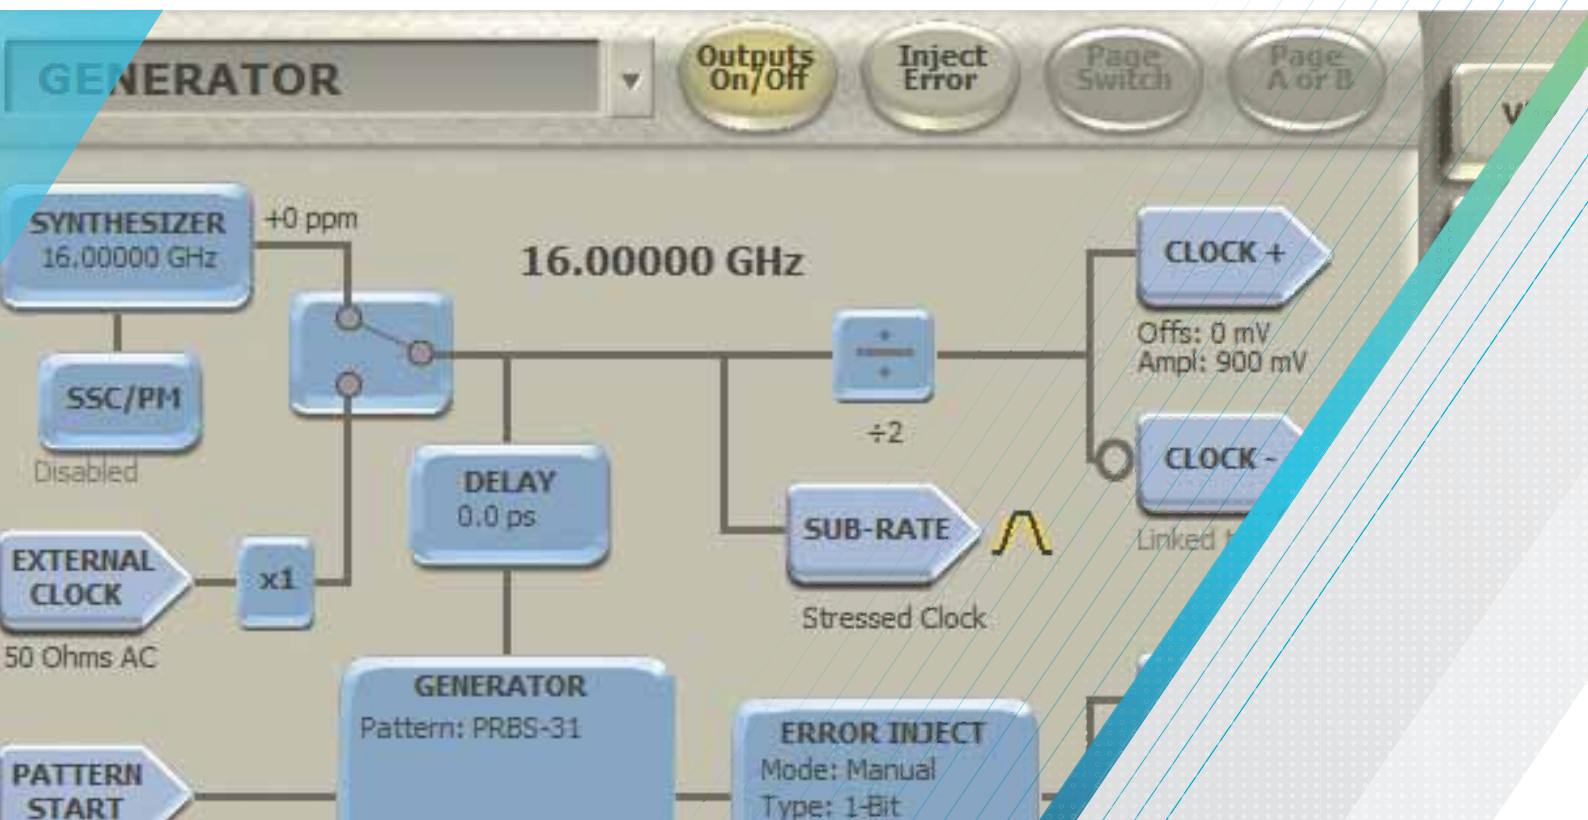 GENERATOR
Outputs
On/Off
Inject
Error
Page
Switch
Page
A or B
SYNTHESIZER
16.00000 GHz
+0 ppm
16.00000 GHz
CLOCK +
Offs: 0 mV
Ampl: 900 mV
SSC/PM
Disabled
÷2
CLOCK -
Linked
DELAY
0.0 ps
SUB-RATE
Stressed Clock
EXTERNAL
CLOCK
x1
50 Ohms AC
GENERATOR
Pattern: PRBS-31
ERROR INJECT
Mode: Manual
Type: 1-Bit
PATTERN
START